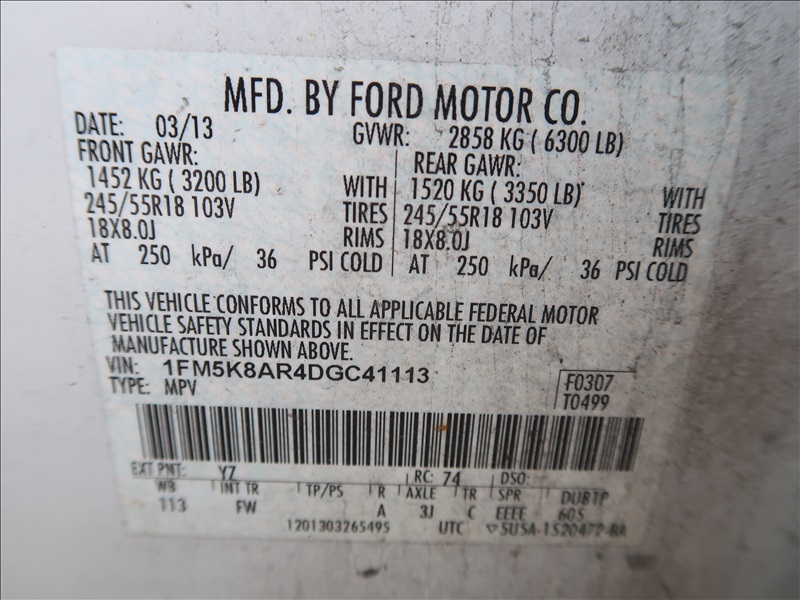 MFD. BY FORD MOTOR CO.
DATE: 03/13 GVWR: 2858 KG ( 6300 LB)
FRONT GAWR: REAR GAWR:
1452 KG ( 3200 LB) WITH 1520 KG ( 3350 LB) WITH
245/55R18 103V TIRES 245/55R18 103V TIRES
18X8.0J RIMS 18X8.0J RIMS
AT 250 kPa/ 36 PSI COLD AT 250 kPa/ 36 PSI COLD
THIS VEHICLE CONFORMS TO ALL APPLICABLE FEDERAL MOTOR
VEHICLE SAFETY STANDARDS IN EFFECT ON THE DATE OF
MANUFACTURE SHOWN ABOVE.
VIN: 1FM5K8AR4DGC41113
TYPE: MPV F0307
T0499
EXT PNT: YZ RC: 74 DSO:
WB INT TR TP/PS R AXLE TR SPR
113 FW A 3J C EEFE 605
1201303265495 UTC